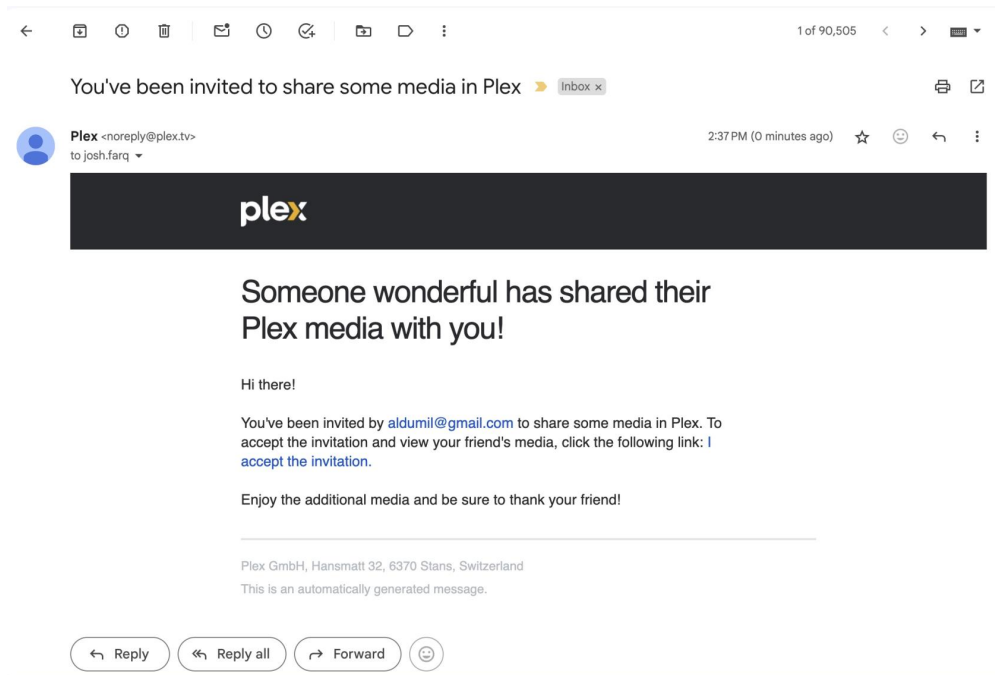 1 of 90,505
You've been invited to share some media in Plex
Inbox ×
Plex <noreply@plex.tv>
2:37 PM (0 minutes ago)
to josh.farq
plex
Someone wonderful has shared their
Plex media with you!
Hi there!
You've been invited by aldumil@gmail.com to share some media in Plex. To
accept the invitation and view your friend's media, click the following link: I
accept the invitation.
Enjoy the additional media and be sure to thank your friend!
Plex GmbH, Hansmatt 32, 6370 Stans, Switzerland
This is an automatically generated message.
Reply
Reply all
Forward